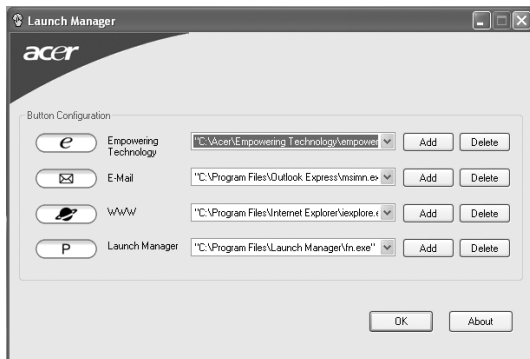 Launch Manager
acer
Button Configuration
e Empowering Technology "C:\Acer\Empowering Technology\empower Add Delete
E-Mail "C:\Program Files\Outlook Express\msimn.ex Add Delete
WWW "C:\Program Files\Internet Explorer\iexplore.e Add Delete
P Launch Manager "C:\Program Files\Launch Manager\fn.exe" Add Delete
OK About